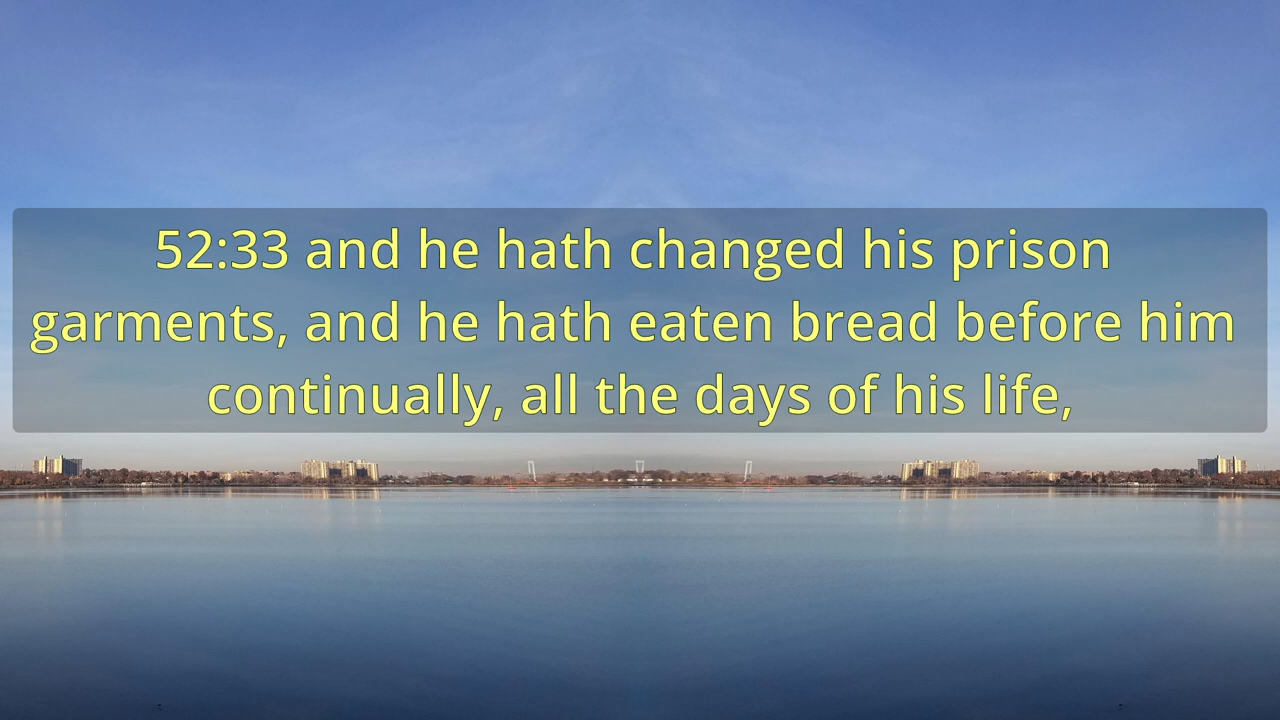 52:33 and he hath changed his prison
garments, and he hath eaten bread before him
continually, all the days of his life,